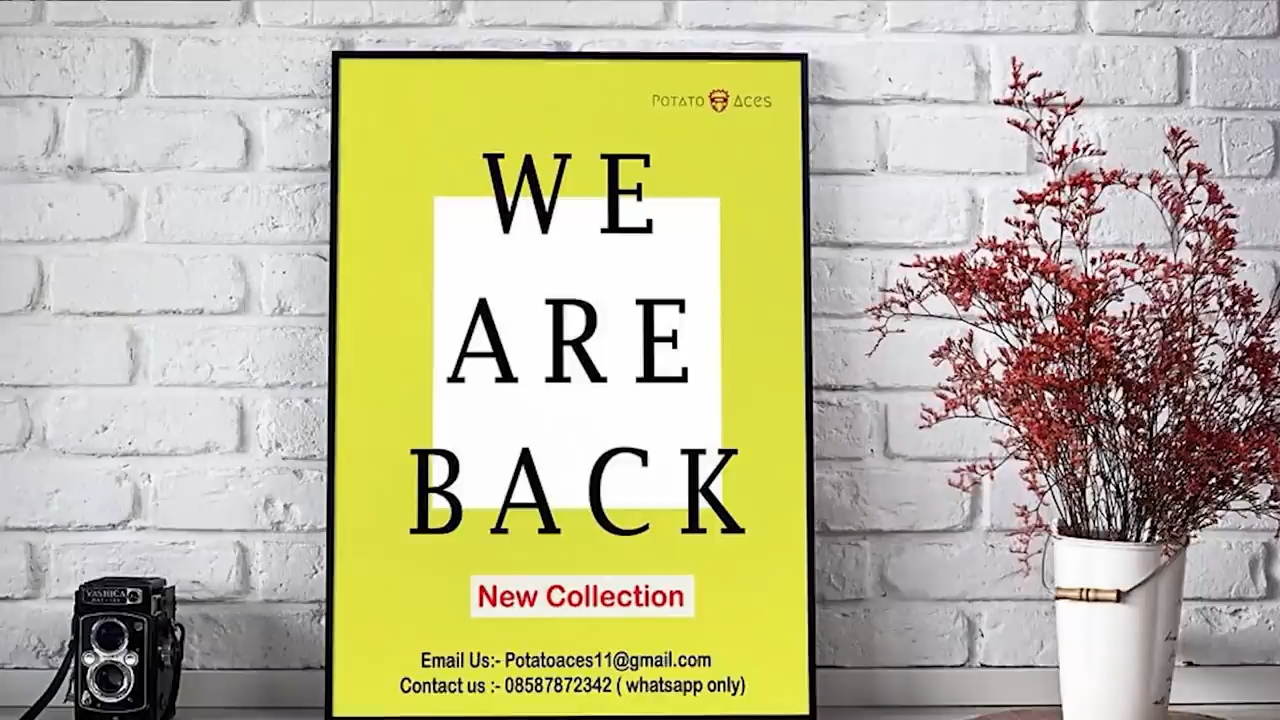 Potato Aces
WE
ARE
BACK
New Collection
Email Us:- Potatoaces11@gmail.com
Contact us :- 08587872342 ( whatsapp only)
YASHICA